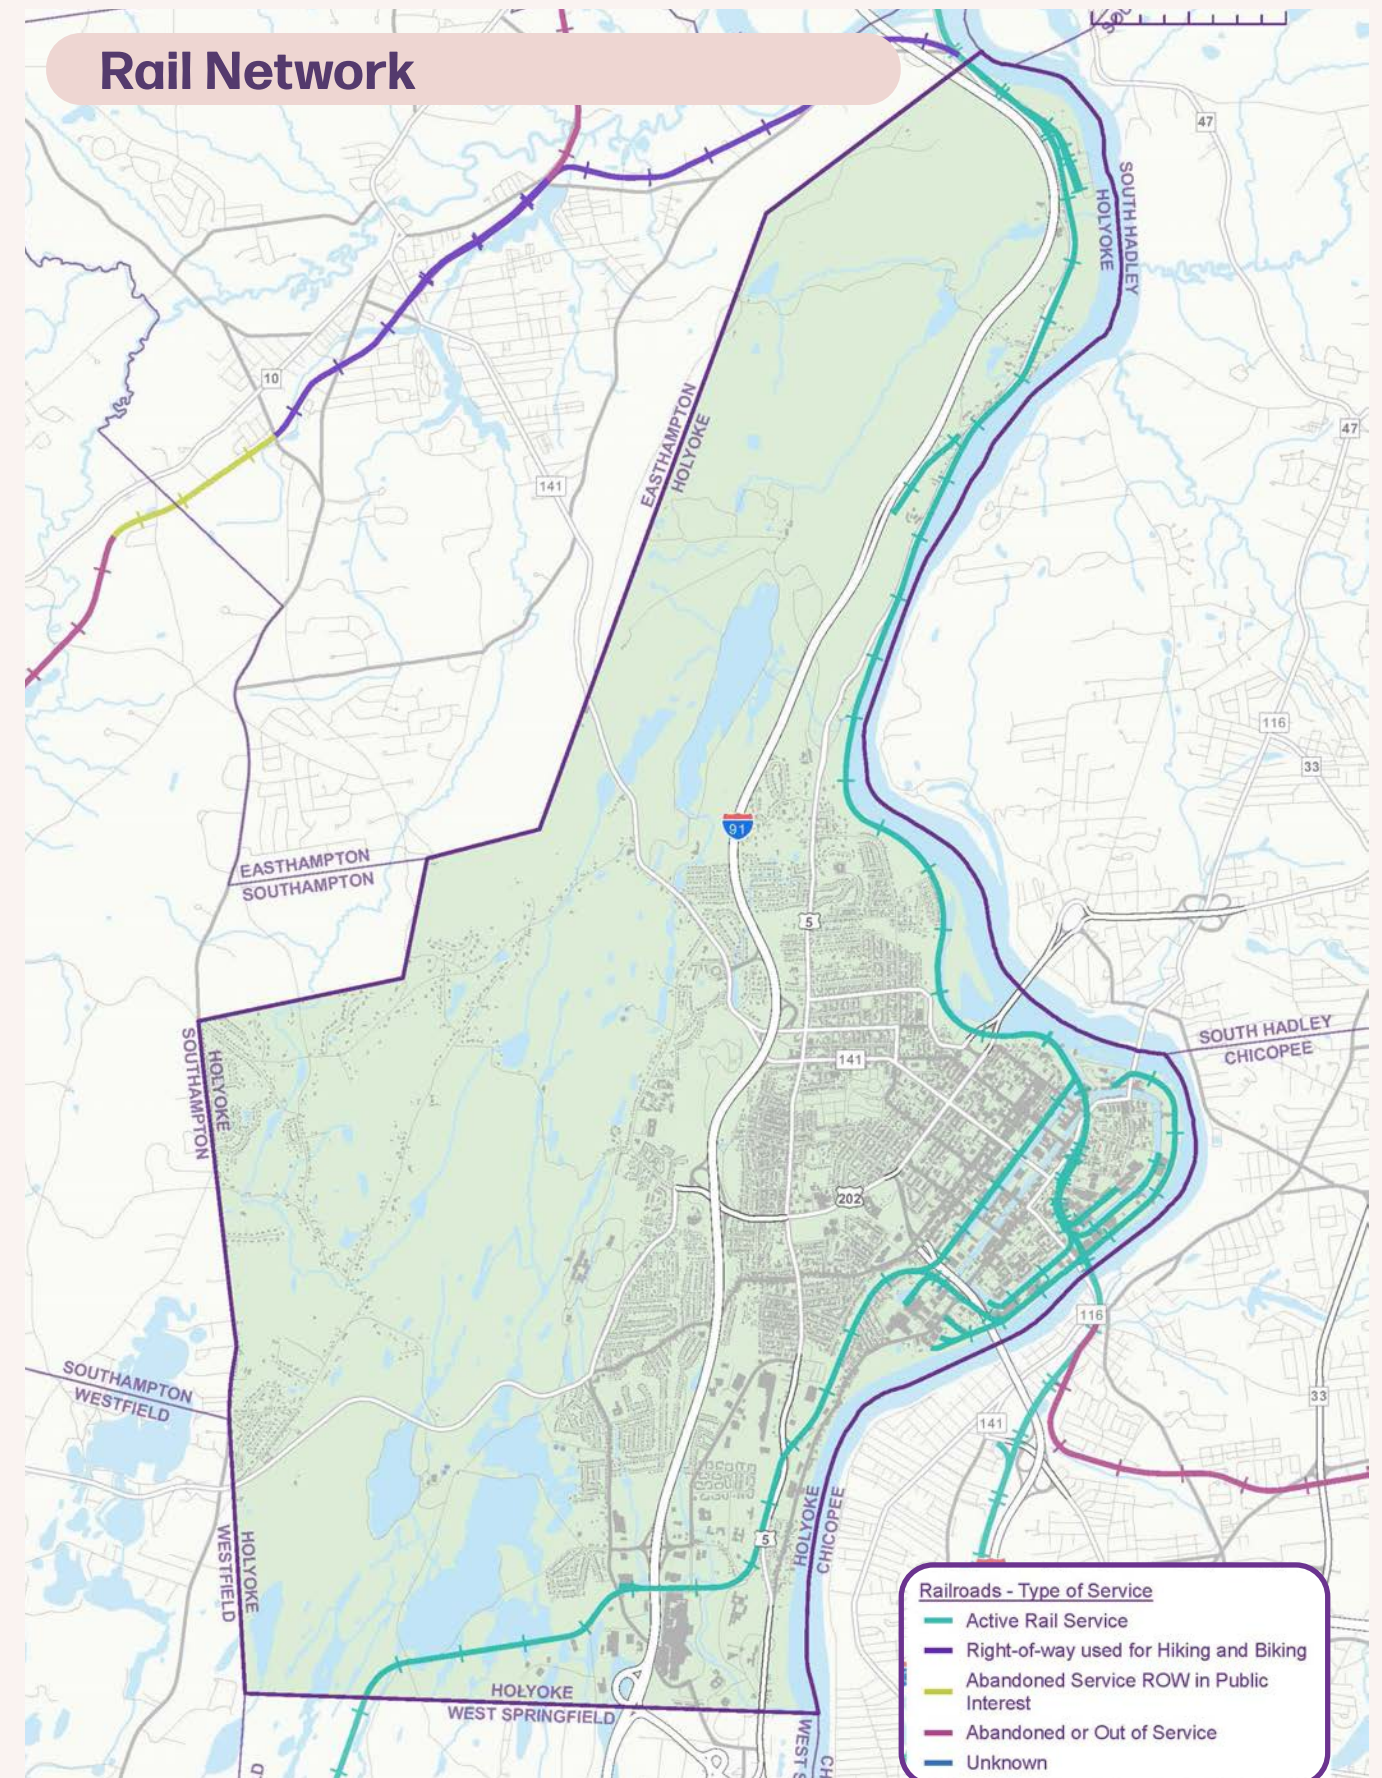 Rail Network
SOU
47
SOUTH HADLEY
HOLYOKE
10
47
EASTHAMPTON
HOLYOKE
141
116
33
91
EASTHAMPTON
SOUTHAMPTON
5
HOLYOKE
SOUTHAMPTON
SOUTH HADLEY
CHICOPEE
141
202
116
SOUTHAMPTON
WESTFIELD
33
141
HOLYOKE
CHICOPEE
5
HOLYOKE
WESTFIELD
HOLYOKE
WEST SPRINGFIELD
WEST S
CH
D
Railroads - Type of Service
Active Rail Service
Right-of-way used for Hiking and Biking
Abandoned Service ROW in Public
Interest
Abandoned or Out of Service
Unknown